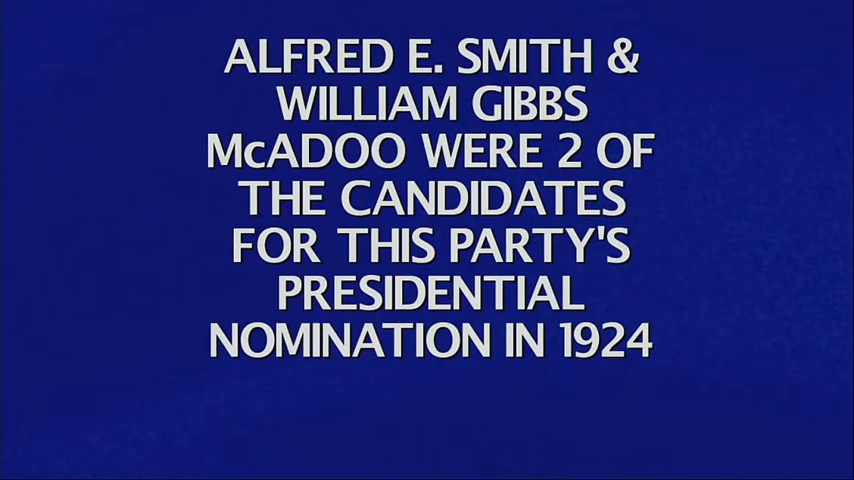 ALFRED E. SMITH &
WILLIAM GIBBS
McADOO WERE 2 OF
THE CANDIDATES
FOR THIS PARTY'S
PRESIDENTIAL
NOMINATION IN 1924